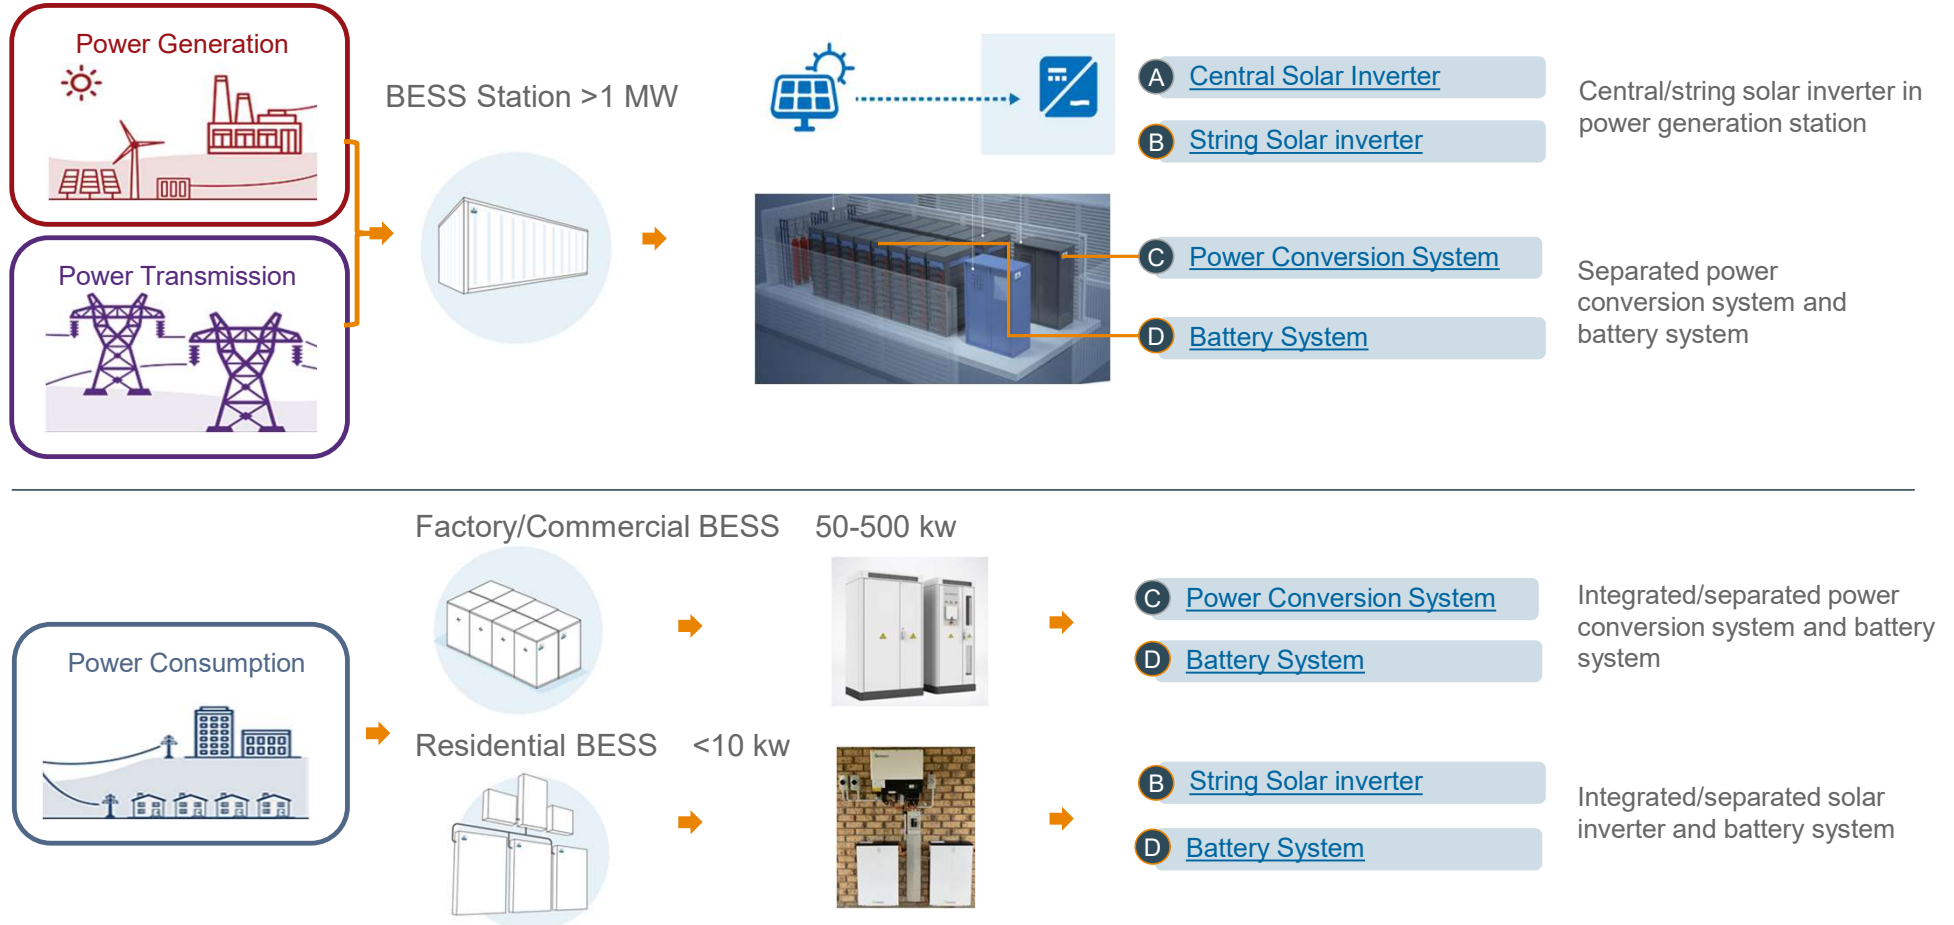 Power Generation
BESS Station >1 MW
A Central Solar Inverter
B String Solar inverter
Central/string solar inverter in
power generation station
Power Transmission
C Power Conversion System
D Battery System
Separated power
conversion system and
battery system
Factory/Commercial BESS 50-500 kw
C Power Conversion System
D Battery System
Integrated/separated power
conversion system and battery
system
Power Consumption
Residential BESS <10 kw
B String Solar inverter
D Battery System
Integrated/separated solar
inverter and battery system